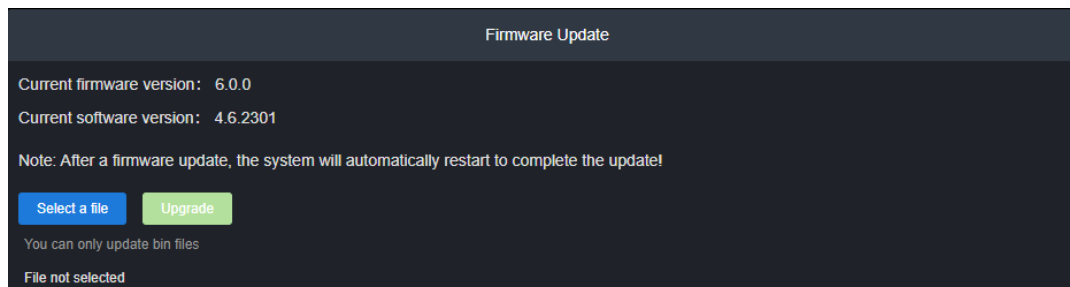 Firmware Update
Current firmware version： 6.0.0
Current software version： 4.6.2301
Note: After a firmware update, the system will automatically restart to complete the update!
Select a file Upgrade
You can only update bin files
File not selected